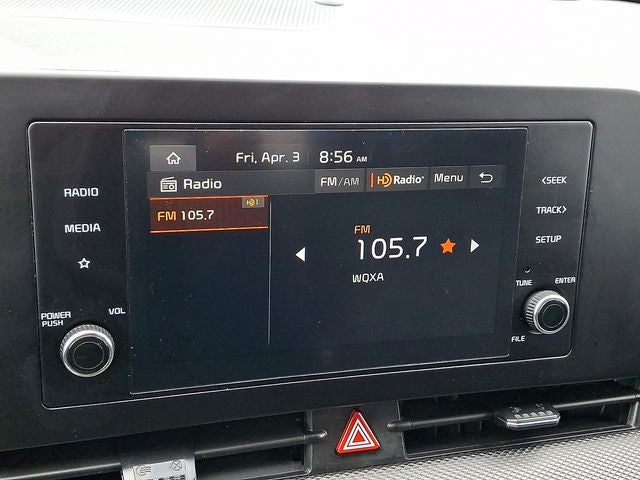 Fri, Apr. 3 8:56 AM
Radio FM/AM HD Radio Menu
FM 105.7 HD1
FM
105.7
WQXA
RADIO
MEDIA
POWER
PUSH
VOL
<SEEK
TRACK>
SETUP
TUNE
ENTER
FILE